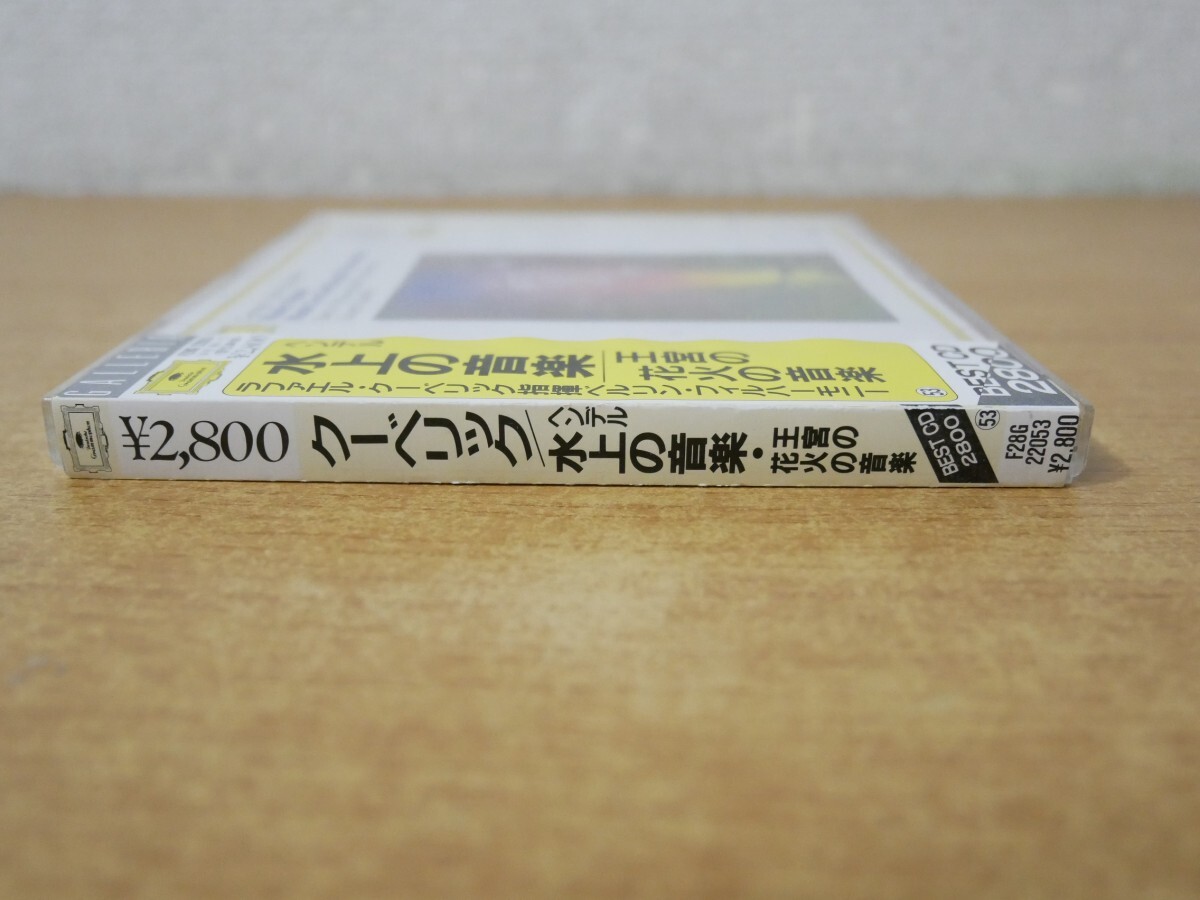 GALLERIA
ヘンデル
水上の音楽
王宮の
花火の音楽
ラファエル・クーベリック指揮ベルリン・フィルハーモニー
53
BEST CD
2800
¥2,800
クーベリック
ヘンデル
水上の音楽・
王宮の
花火の音楽
BEST CD
2800
53
F28G
22053
¥2,800